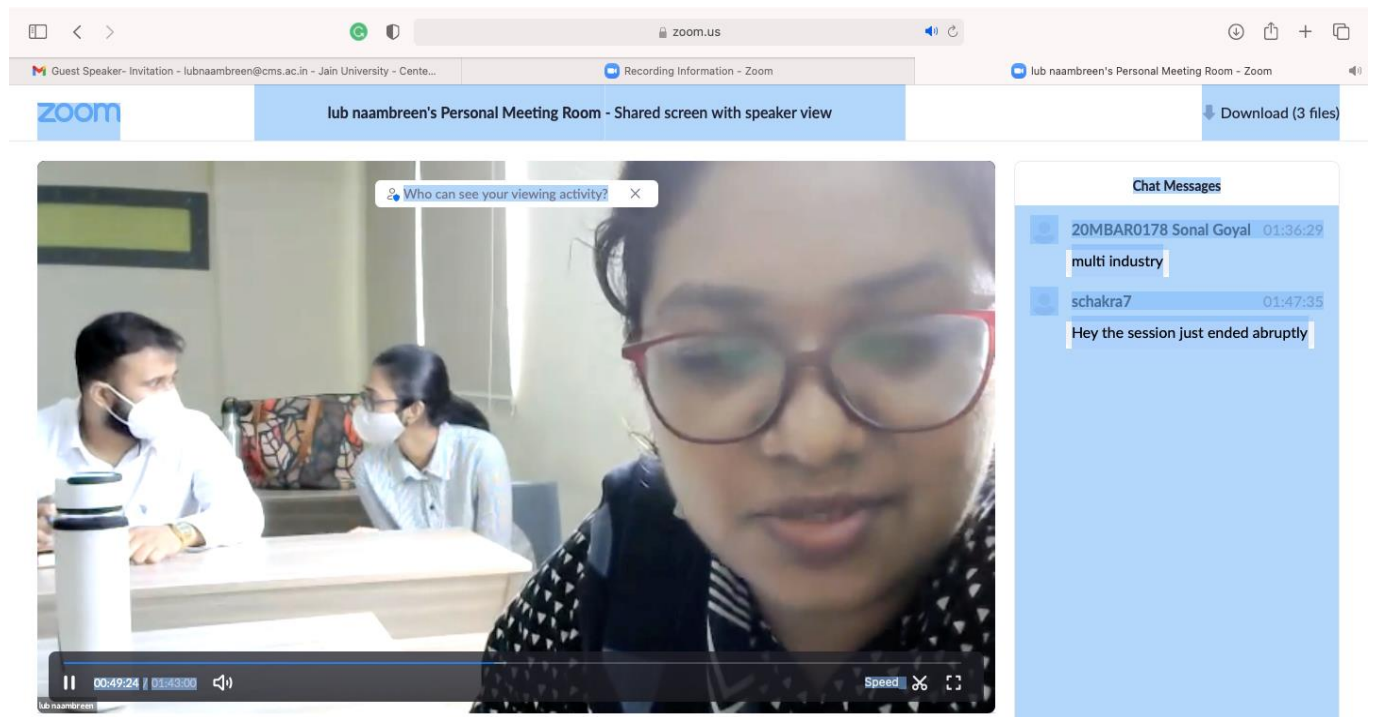 zoom.us
Guest Speaker- Invitation - lubnaambreen@cms.ac.in - Jain University - Cente...
Recording Information - Zoom
lub naambreen's Personal Meeting Room - Zoom
zoom
lub naambreen's Personal Meeting Room - Shared screen with speaker view
Download (3 files)
Who can see your viewing activity?
Chat Messages
20MBAR0178 Sonal Goyal 01:36:29
multi industry
schakra7 01:47:35
Hey the session just ended abruptly
00:49:24 / 01:43:00
Speed
lub naambreen